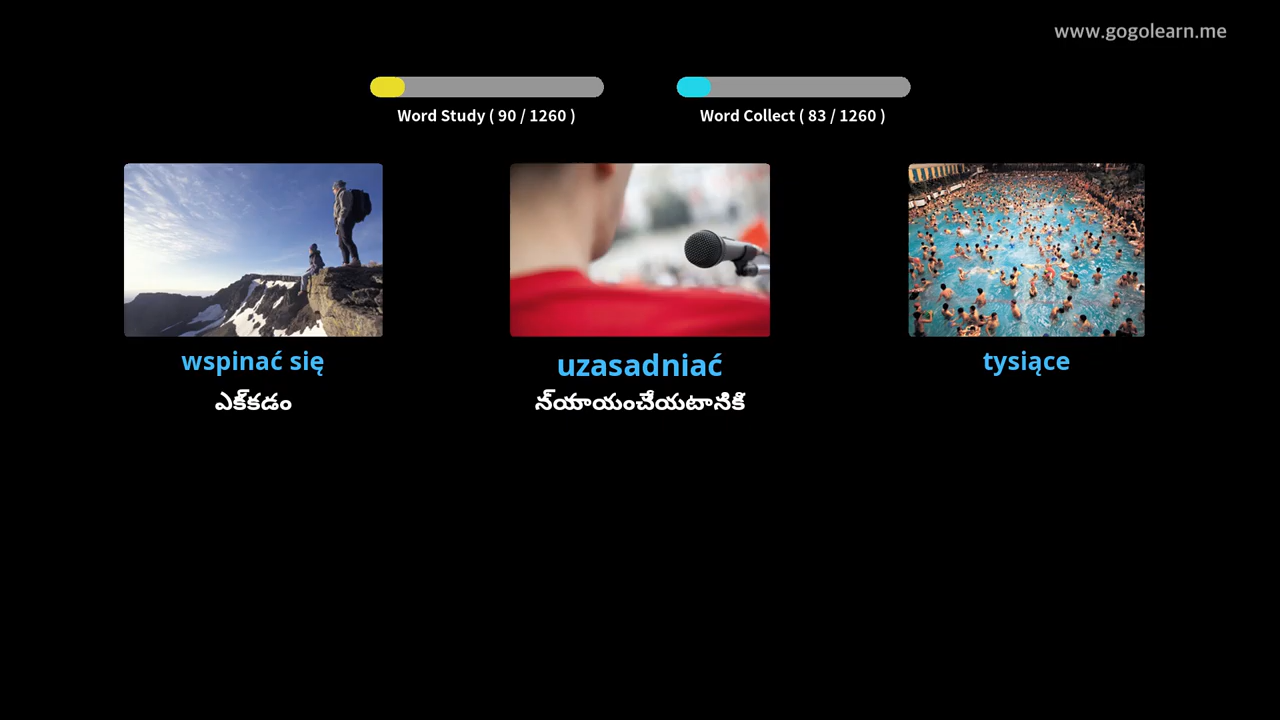 www.gogolearn.me
Word Study ( 90 / 1260 )
Word Collect ( 83 / 1260 )
wspinać się
uzasadniać
tysiące
ఎక్కడం
న్యాయంచేయటానికి